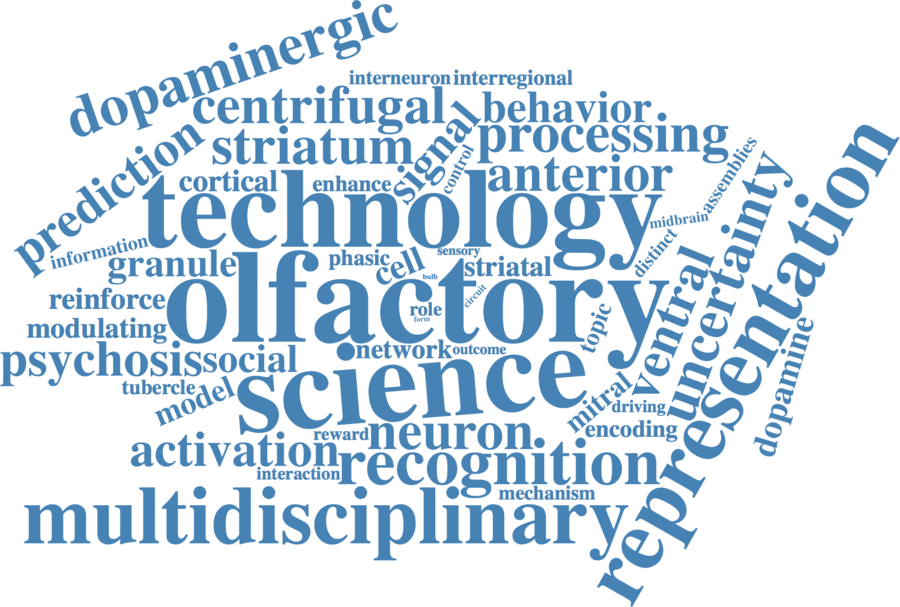 dopaminergic
interneuron
interregional
centrifugal
behavior
signal
processing
striatum
prediction
control
assemblies
cortical
enhance
anterior
technology
uncertainty
representation
midbrain
information
distinct
granule
phasic
cell
sensory
striatal
bulb
olfactory
circuit
ventral
reinforce
role
form
topic
modulating
dopamine
psychosis
social
network
outcome
science
tubercle
model
mitral
driving
encoding
reward
neuron
activation
recognition
interaction
mechanism
multidisciplinary